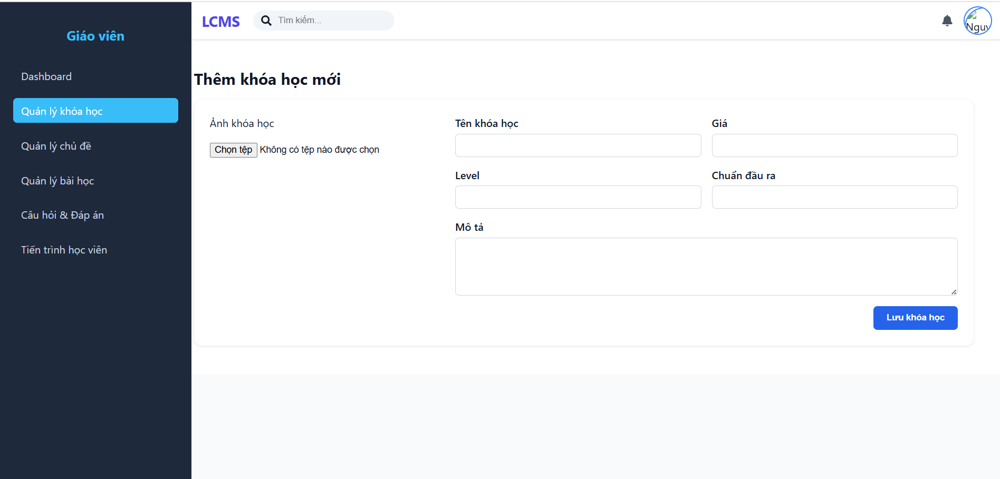 Giáo viên
Dashboard
Quản lý khóa học
Quản lý chủ đề
Quản lý bài học
Câu hỏi & Đáp án
Tiến trình học viên
LCMS
Tìm kiếm...
Thêm khóa học mới
Ảnh khóa học
Chọn tệp Không có tệp nào được chọn
Tên khóa học
Giá
Level
Chuẩn đầu ra
Mô tả
Lưu khóa học